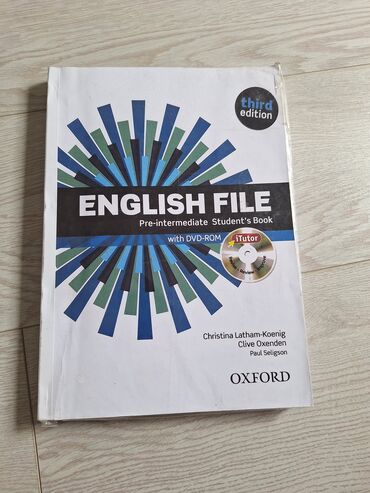 third
edition
ENGLISH FILE
Pre-intermediate Student's Book
with DVD-ROM
iTutor
Christina Latham-Koenig
Clive Oxenden
Paul Seligson
OXFORD